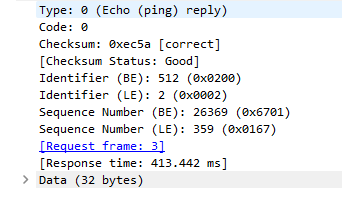 Type: 0 (Echo (ping) reply)
Code: 0
Checksum: 0xec5a [correct]
[Checksum Status: Good]
Identifier (BE): 512 (0x0200)
Identifier (LE): 2 (0x0002)
Sequence Number (BE): 26369 (0x6701)
Sequence Number (LE): 359 (0x0167)
[Request frame: 3]
[Response time: 413.442 ms]
Data (32 bytes)